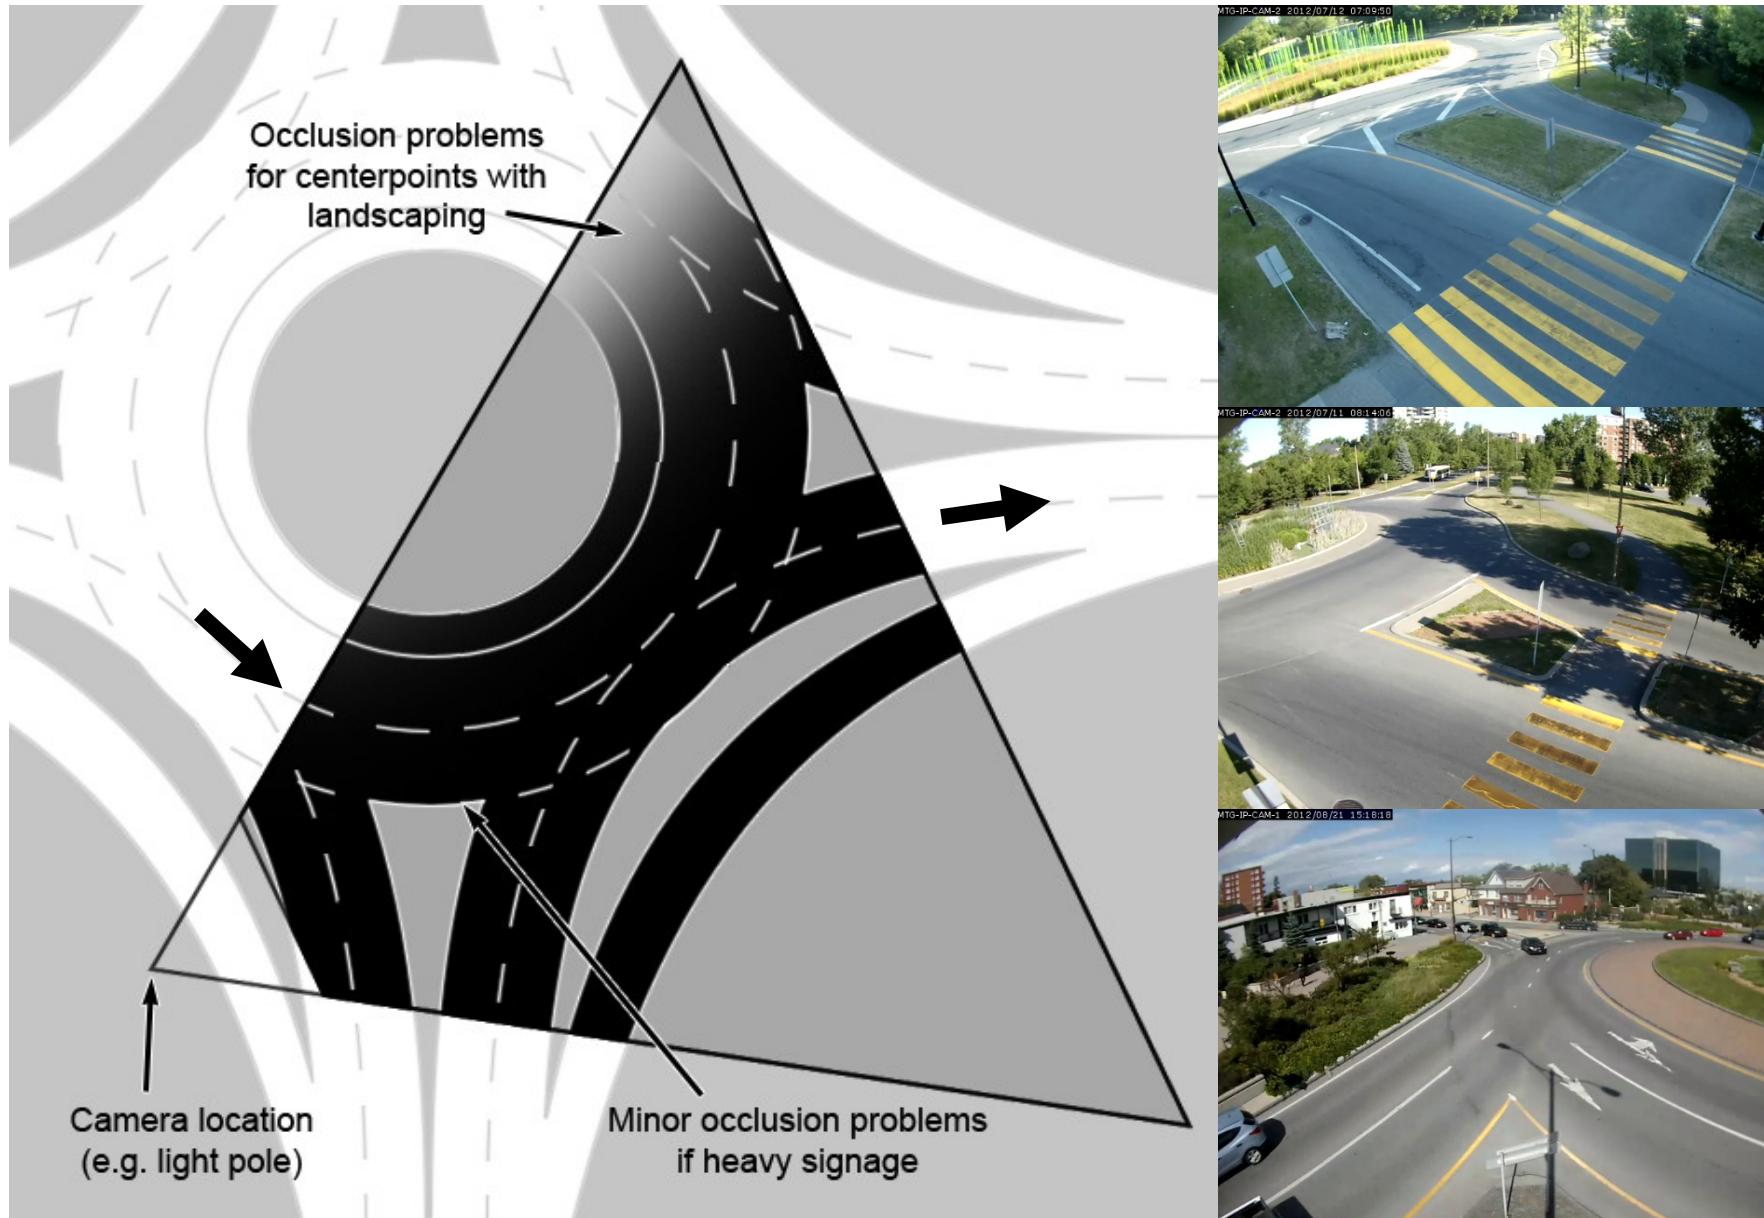 Occlusion problems
for centerpoints with
landscaping
Camera location
(e.g. light pole)
Minor occlusion problems
if heavy signage
MTG-IP-CAM-2 2012/07/12 07:09:50
MTG-IP-CAM-2 2012/07/11 08:14:06
MTG-IP-CAM-1 2012/08/21 15:18:18